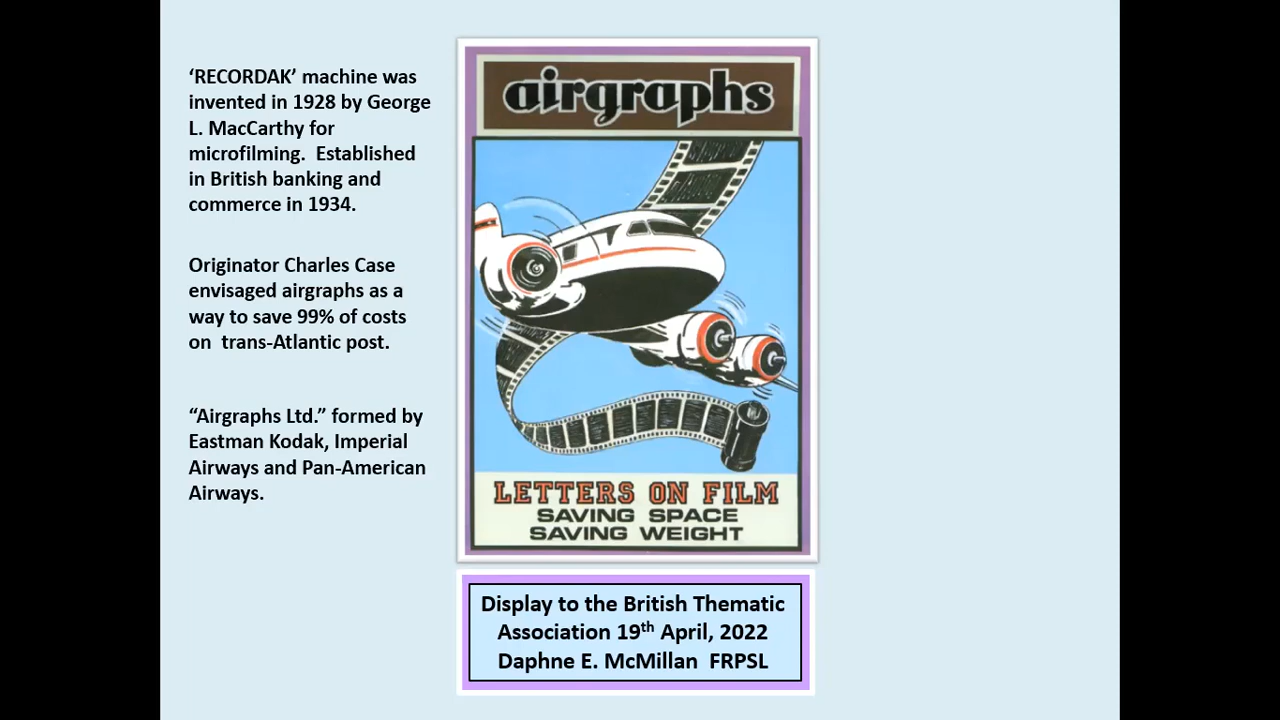 ‘RECORDAK’ machine was
invented in 1928 by George
L. MacCarthy for
microfilming.  Established
in British banking and
commerce in 1934.
Originator Charles Case
envisaged airgraphs as a
way to save 99% of costs
on  trans-Atlantic post.
“Airgraphs Ltd.” formed by
Eastman Kodak, Imperial
Airways and Pan-American
Airways.
airgraphs
LETTERS ON FILM
SAVING SPACE
SAVING WEIGHT
Display to the British Thematic
Association 19th April, 2022
Daphne E. McMillan  FRPSL